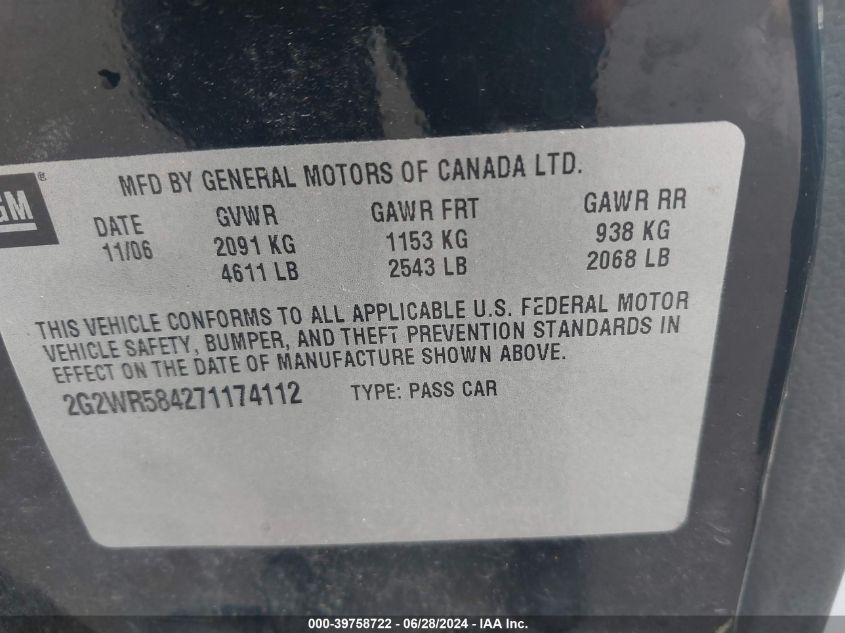 GM ®
MFD BY GENERAL MOTORS OF CANADA LTD.
DATE GVWR GAWR FRT GAWR RR
11/06 2091 KG 1153 KG 938 KG
4611 LB 2543 LB 2068 LB
THIS VEHICLE CONFORMS TO ALL APPLICABLE U.S. FEDERAL MOTOR
VEHICLE SAFETY, BUMPER, AND THEFT PREVENTION STANDARDS IN
EFFECT ON THE DATE OF MANUFACTURE SHOWN ABOVE.
2G2WR584271174112 TYPE: PASS CAR
000-39758722 - 06/28/2024 - IAA Inc.